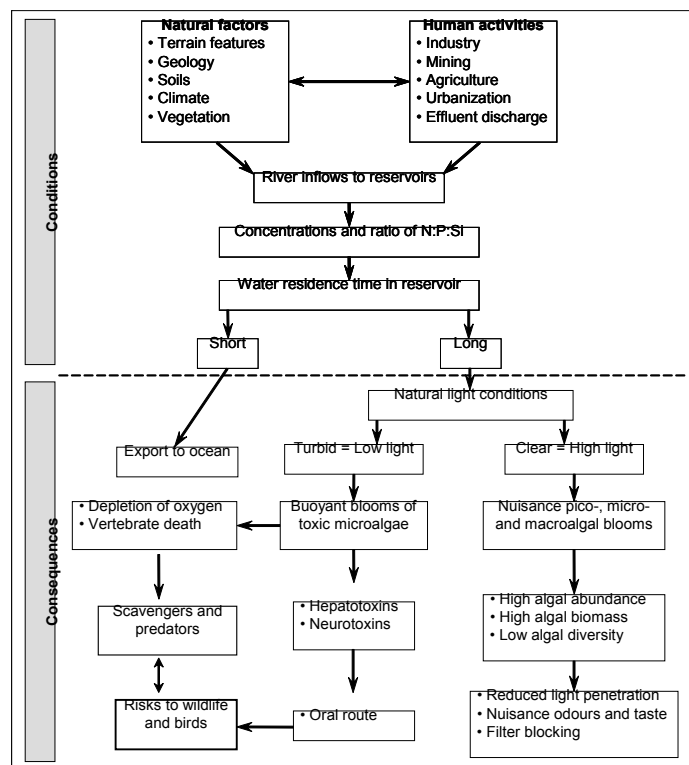 Natural factors
• Terrain features
• Geology
• Soils
• Climate
• Vegetation
Human activities
• Industry
• Mining
• Agriculture
• Urbanization
• Effluent discharge
River inflows to reservoirs
Concentrations and ratio of N:P:Si
Water residence time in reservoir
Short
Long
Conditions
Natural light conditions
Export to ocean
Turbid = Low light
Clear = High light
• Depletion of oxygen
• Vertebrate death
Buoyant blooms of
toxic microalgae
Nuisance pico-, micro-
and macroalgal blooms
Scavengers and
predators
• Hepatotoxins
• Neurotoxins
• High algal abundance
• High algal biomass
• Low algal diversity
Risks to wildlife
and birds
• Oral route
• Reduced light penetration
• Nuisance odours and taste
• Filter blocking
Consequences